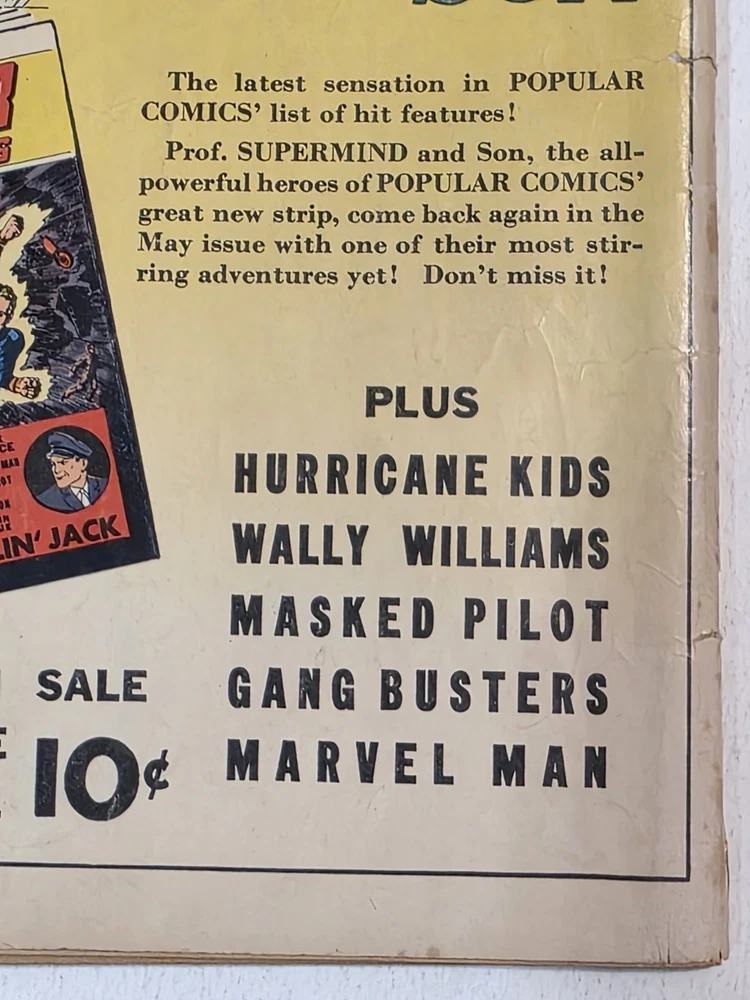 The latest sensation in POPULAR
COMICS' list of hit features!
Prof. SUPERMIND and Son, the all-
powerful heroes of POPULAR COMICS'
great new strip, come back again in the
May issue with one of their most stir-
ring adventures yet! Don't miss it!
PLUS
HURRICANE KIDS
WALLY WILLIAMS
MASKED PILOT
GANG BUSTERS
MARVEL MAN
LIN' JACK
SALE
10¢